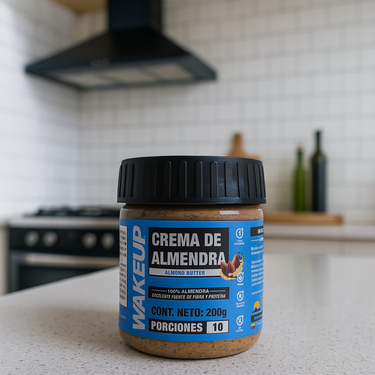 WAKEUP
CREMA DE
ALMENDRA
ALMOND BUTTER
100% ALMENDRA
EXCELENTE FUENTE DE FIBRA Y PROTEÍNA
CONT. NETO: 200g
PORCIONES 10